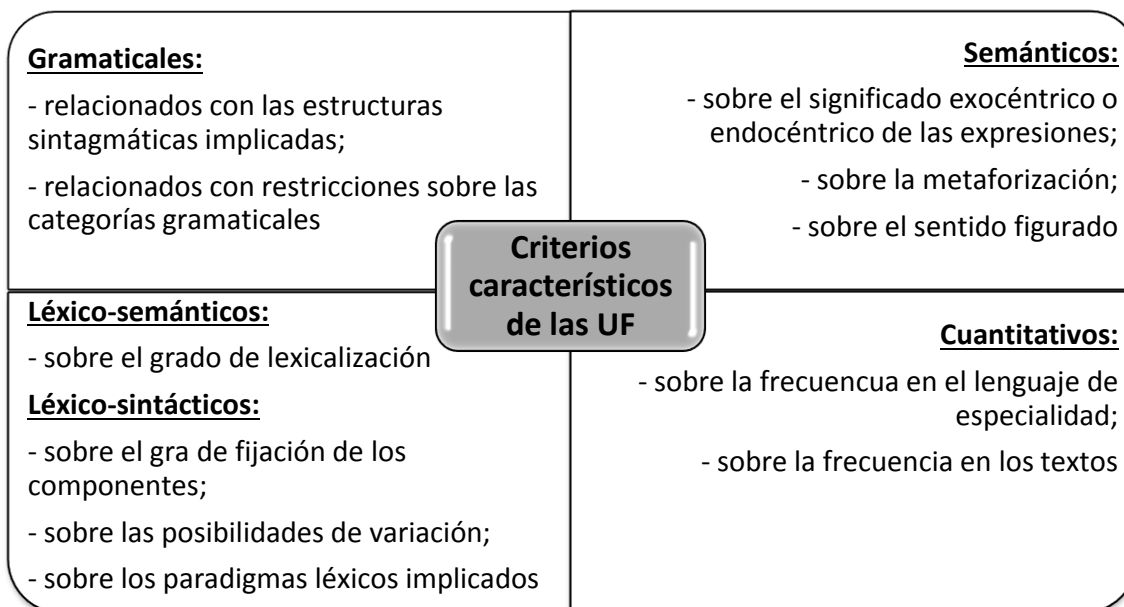 Gramaticales:
- relacionados con las estructuras
sintagmáticas implicadas;
- relacionados con restricciones sobre las
categorías gramaticales
Semánticos:
- sobre el significado exocéntrico o
endocéntrico de las expresiones;
- sobre la metaforización;
- sobre el sentido figurado
Criterios
característicos
de las UF
Léxico-semánticos:
- sobre el grado de lexicalización
Léxico-sintácticos:
- sobre el gra de fijación de los
componentes;
- sobre las posibilidades de variación;
- sobre los paradigmas léxicos implicados
Cuantitativos:
- sobre la frecuencua en el lenguaje de
especialidad;
- sobre la frecuencia en los textos